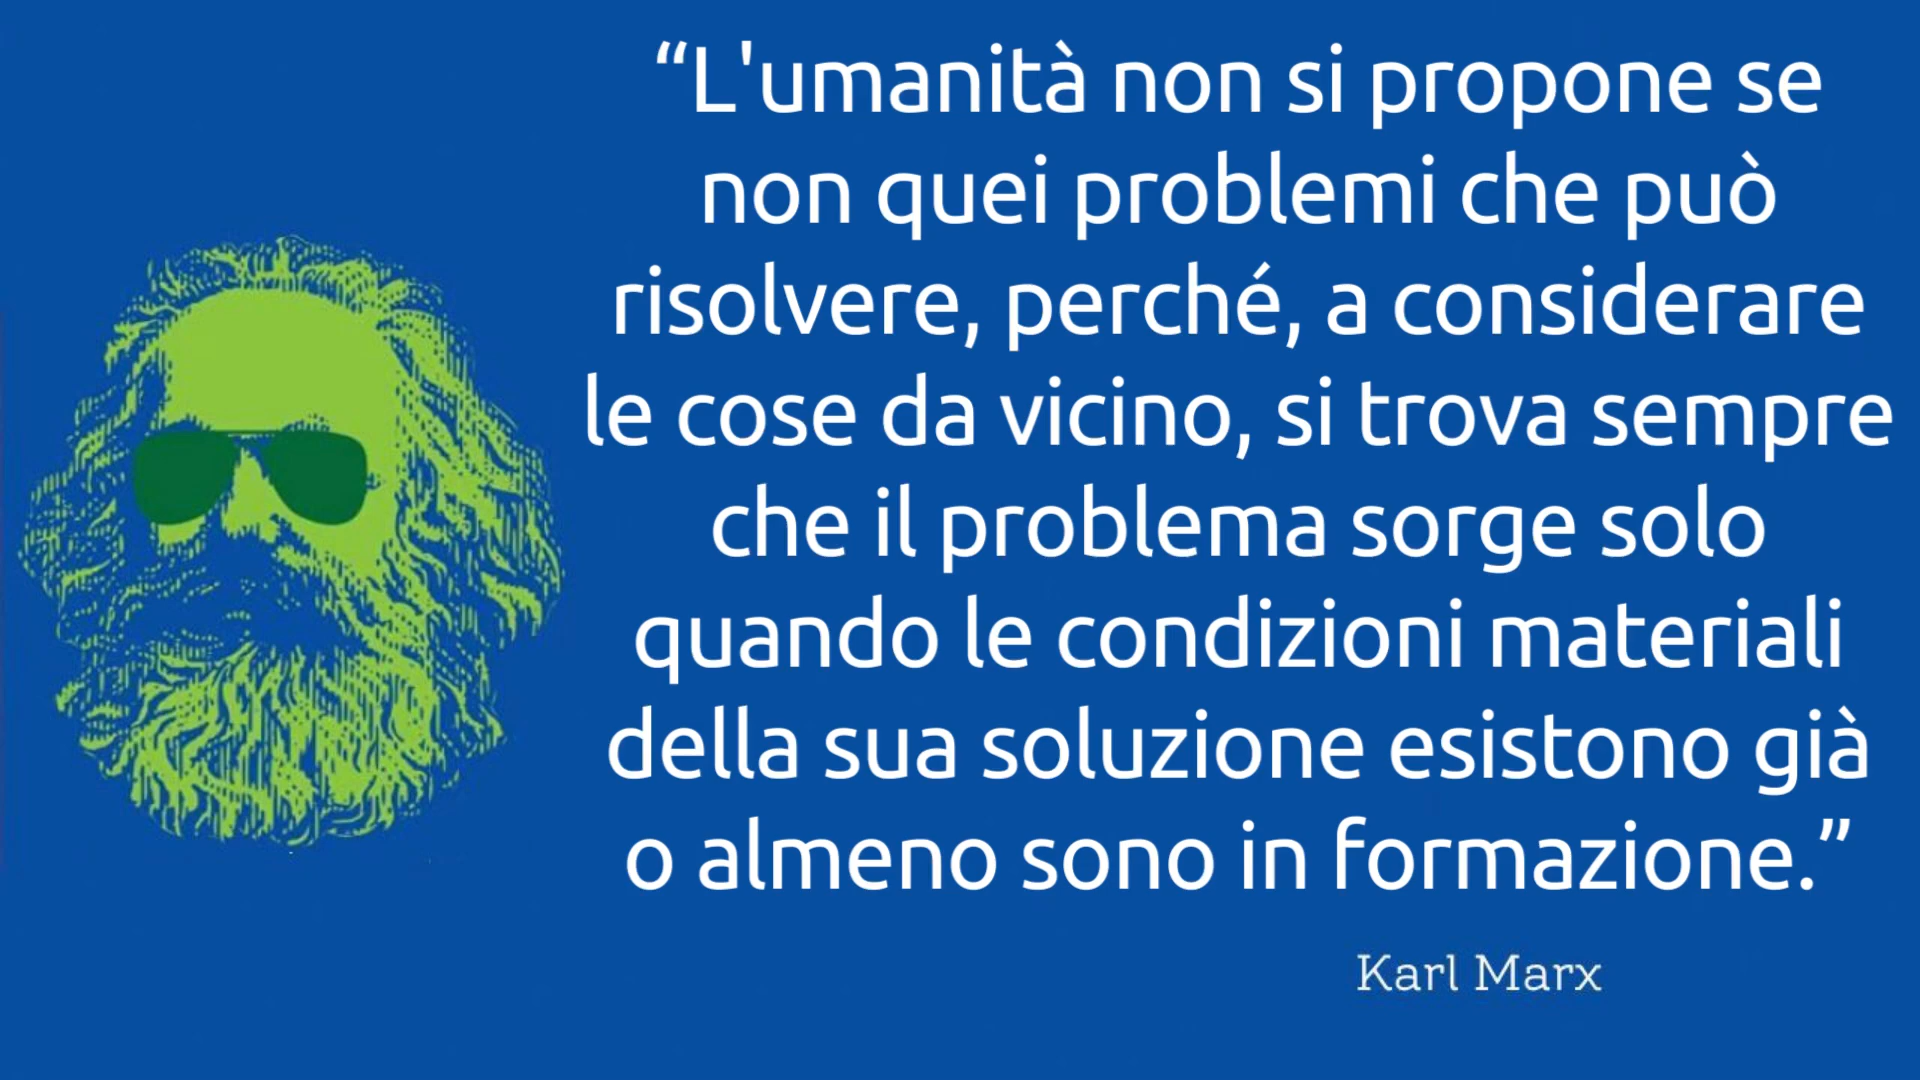 “L'umanità non si propone se
non quei problemi che può
risolvere, perché, a considerare
le cose da vicino, si trova sempre
che il problema sorge solo
quando le condizioni materiali
della sua soluzione esistono già
o almeno sono in formazione.”
Karl Marx